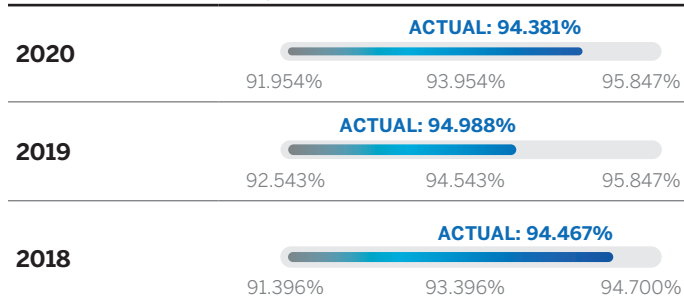 ACTUAL: 94.381%
2020
91.954% 93.954% 95.847%
ACTUAL: 94.988%
2019
92.543% 94.543% 95.847%
ACTUAL: 94.467%
2018
91.396% 93.396% 94.700%